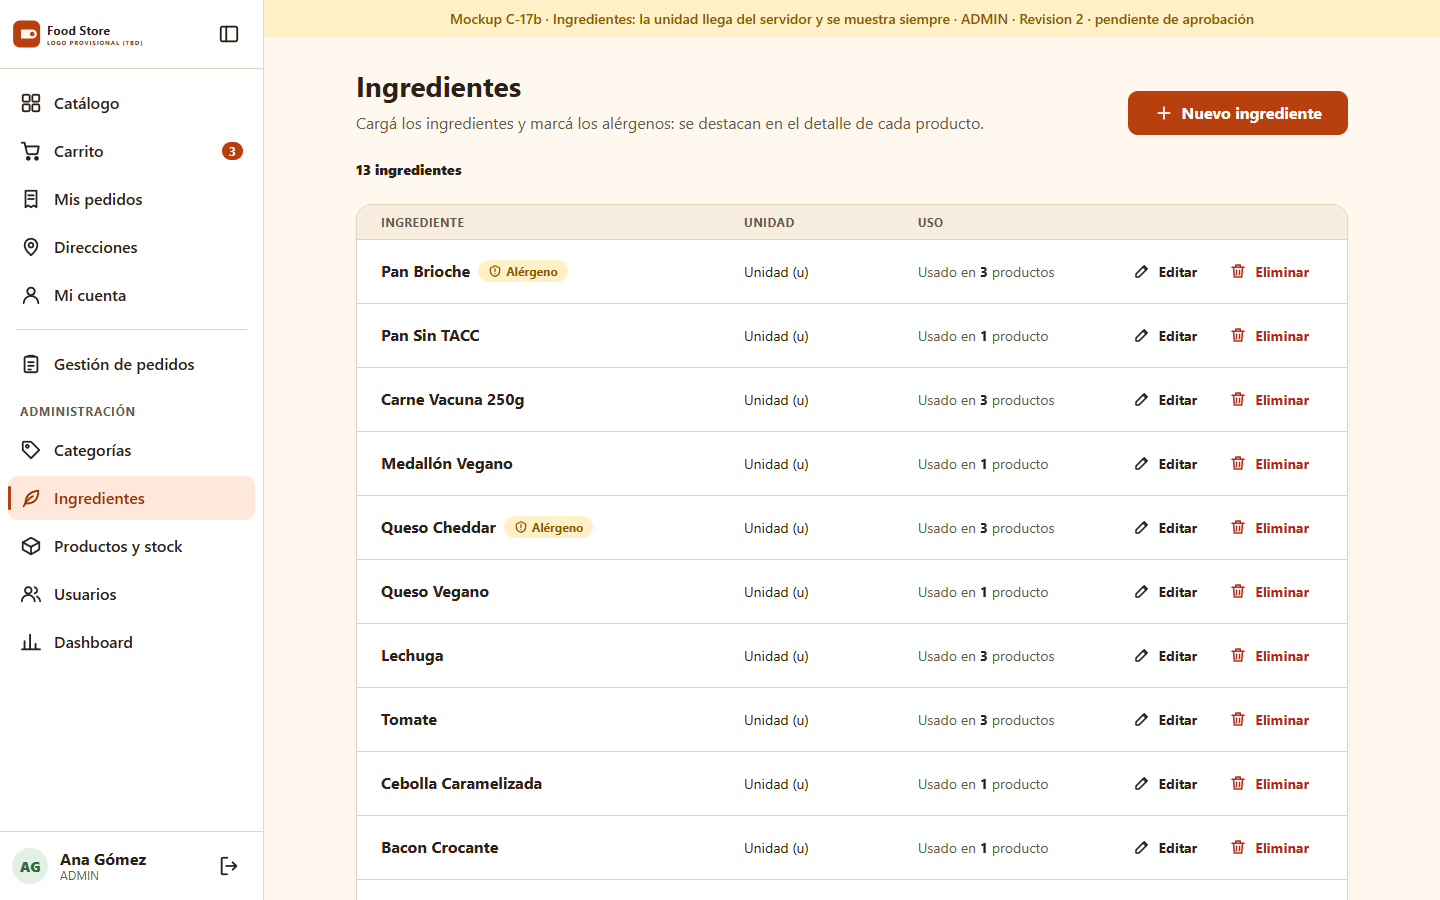 Food Store
LOGO PROVISIONAL (TBD)
Catálogo
Carrito 3
Mis pedidos
Direcciones
Mi cuenta
Gestión de pedidos
ADMINISTRACIÓN
Categorías
Ingredientes
Productos y stock
Usuarios
Dashboard
AG Ana Gómez
ADMIN
Mockup C-17b · Ingredientes: la unidad llega del servidor y se muestra siempre · ADMIN · Revision 2 · pendiente de aprobación
Ingredientes
Cargá los ingredientes y marcá los alérgenos: se destacan en el detalle de cada producto.
Nuevo ingrediente
13 ingredientes
INGREDIENTE UNIDAD USO
Pan Brioche Alérgeno Unidad (u) Usado en 3 productos Editar Eliminar
Pan Sin TACC Unidad (u) Usado en 1 producto Editar Eliminar
Carne Vacuna 250g Unidad (u) Usado en 3 productos Editar Eliminar
Medallón Vegano Unidad (u) Usado en 1 producto Editar Eliminar
Queso Cheddar Alérgeno Unidad (u) Usado en 3 productos Editar Eliminar
Queso Vegano Unidad (u) Usado en 1 producto Editar Eliminar
Lechuga Unidad (u) Usado en 3 productos Editar Eliminar
Tomate Unidad (u) Usado en 3 productos Editar Eliminar
Cebolla Caramelizada Unidad (u) Usado en 1 producto Editar Eliminar
Bacon Crocante Unidad (u) Usado en 1 producto Editar Eliminar